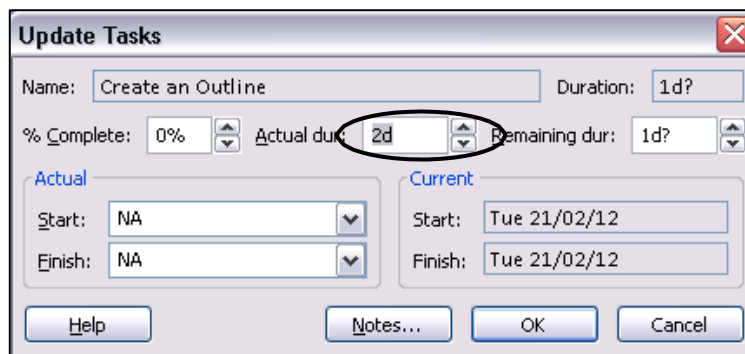 Update Tasks
Name: Create an Outline Duration: 1d?
% Complete: 0% Actual dur: 2d Remaining dur: 1d?
Actual Current
Start: NA Start: Tue 21/02/12
Finish: NA Finish: Tue 21/02/12
Help Notes... OK Cancel